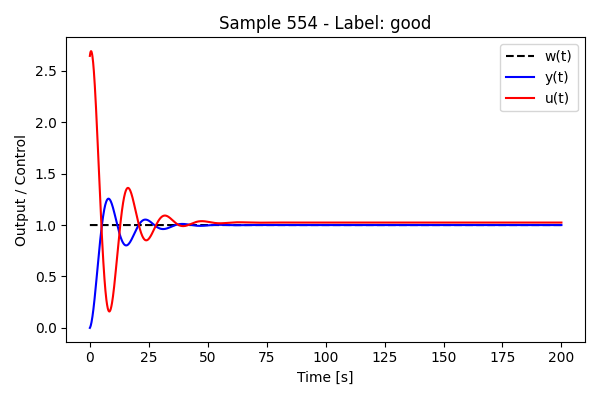 Sample 554 - Label: good
w(t)
y(t)
u(t)
Output / Control
2.5
2.0
1.5
1.0
0.5
0.0
0 25 50 75 100 125 150 175 200
Time [s]